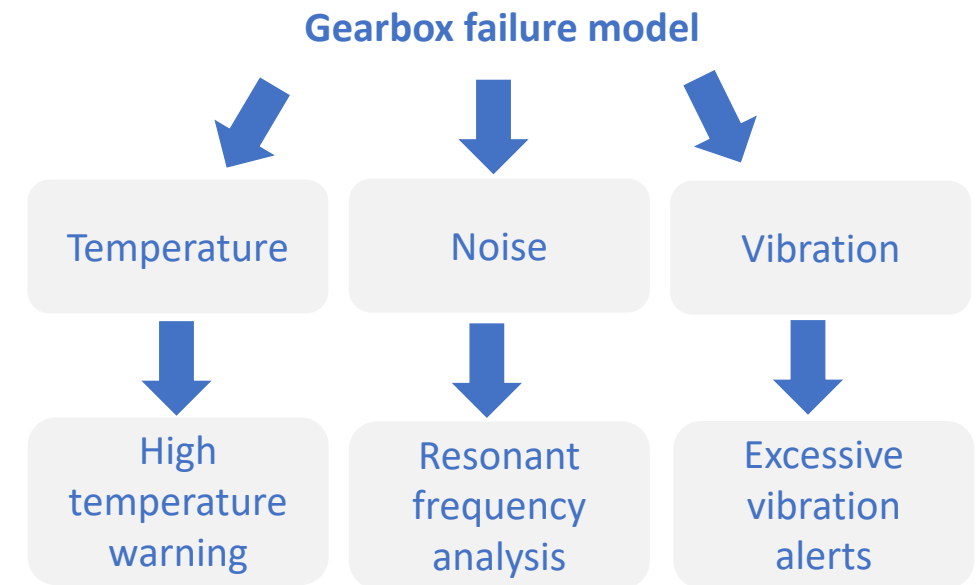 Gearbox failure model
Temperature
Noise
Vibration
High
temperature
warning
Resonant
frequency
analysis
Excessive
vibration
alerts